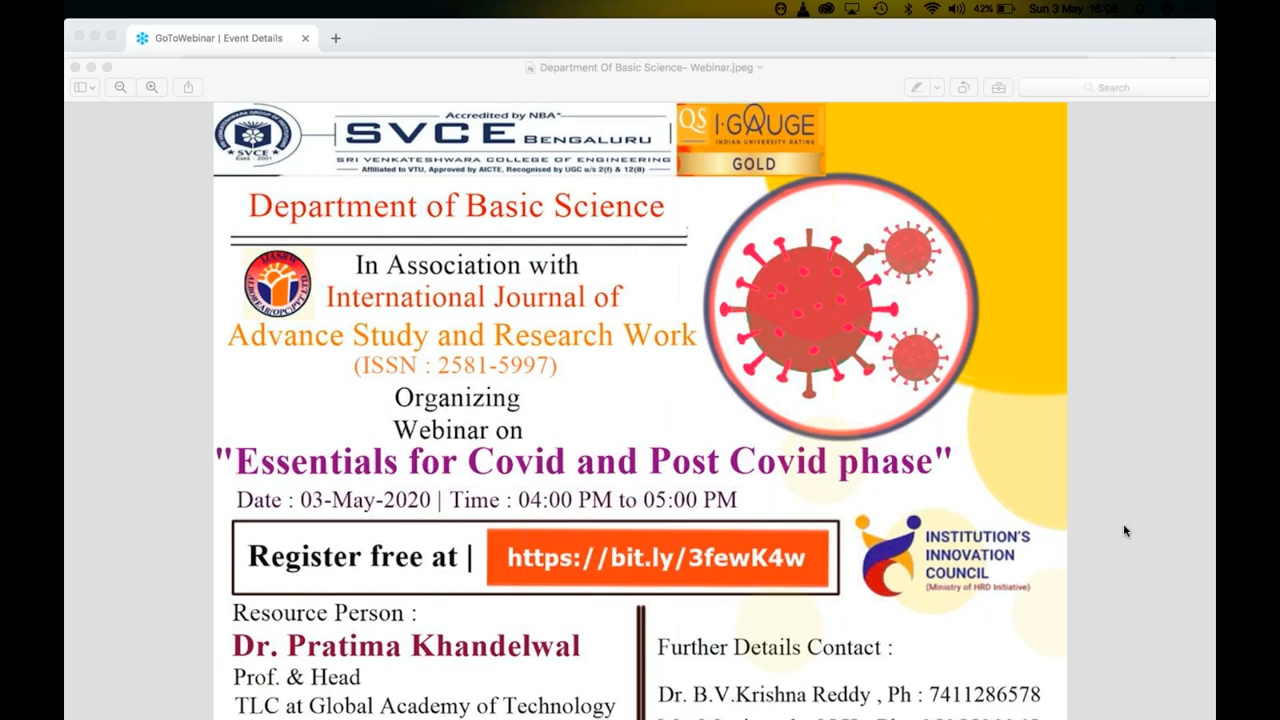 42%
Sun 3 May 16:08
GoToWebinar | Event Details
Department Of Basic Science- Webinar.jpeg
Search
Accredited by NBA*
SVCE BENGALURU
SRI VENKATESHWARA COLLEGE OF ENGINEERING
Affiliated to VTU, Approved by AICTE, Recognised by UGC u/s 2(f) & 12(B)
SVCE
Estd. : 2001
QS I·GAUGE
INDIAN UNIVERSITY RATING
GOLD
Department of Basic Science
In Association with
International Journal of
Advance Study and Research Work
(ISSN : 2581-5997)
IJASRW
Organizing
Webinar on
"Essentials for Covid and Post Covid phase"
Date : 03-May-2020 | Time : 04:00 PM to 05:00 PM
Register free at | https://bit.ly/3fewK4w
INSTITUTION'S
INNOVATION
COUNCIL
(Ministry of HRD Initiative)
Resource Person :
Dr. Pratima Khandelwal
Prof. & Head
TLC at Global Academy of Technology
Further Details Contact :
Dr. B.V.Krishna Reddy , Ph : 7411286578